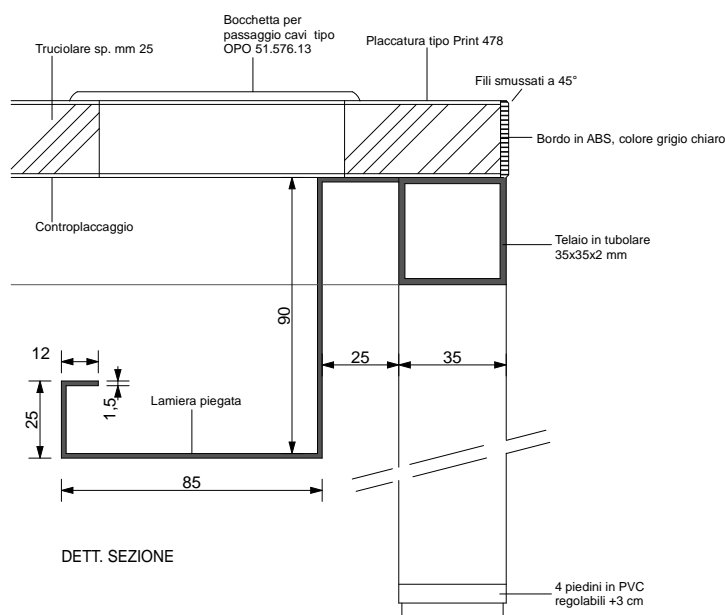 Bocchetta per
passaggio cavi tipo
OPO 51.576.13
Truciolare sp. mm 25
Placcatura tipo Print 478
Fili smussati a 45°
Bordo in ABS, colore grigio chiaro
Controplaccaggio
Telaio in tubolare
35x35x2 mm
90
12
25
35
25
1,5
Lamiera piegata
85
DETT. SEZIONE
4 piedini in PVC
regolabili +3 cm